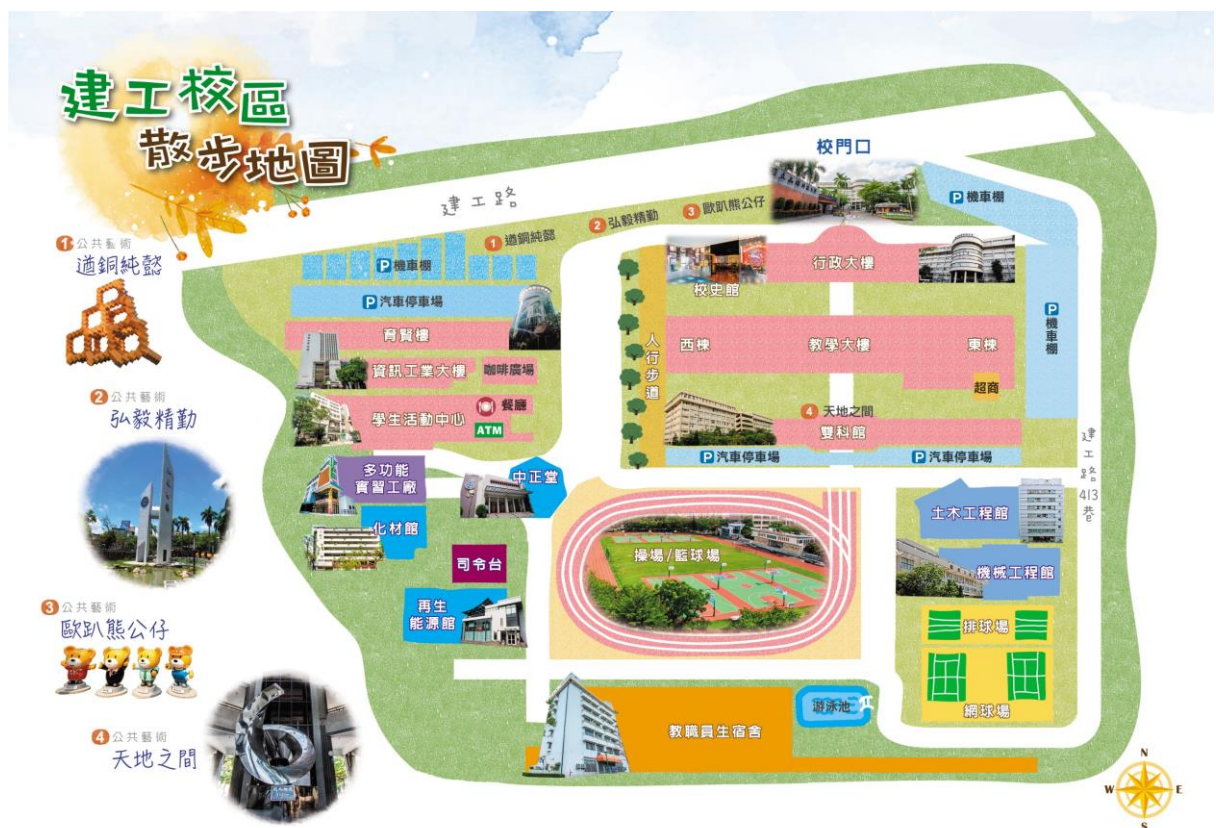 建工校區
散步地圖
校門口
P 機車棚
建工路
1 遒銅純懿
2 弘毅精勤
3 歐趴熊公仔
1 公共藝術
遒銅純懿
P 機車棚
P 汽車停車場
育賢樓
資訊工業大樓
咖啡廣場
學生活動中心
餐廳
ATM
校史館
行政大樓
P 機車棚
人行步道
西棟
教學大樓
東棟
超商
4 天地之間
雙科館
P 汽車停車場
P 汽車停車場
建工路413巷
2 公共藝術
弘毅精勤
多功能
實習工廠
中正堂
化材館
司令台
再生
能源館
操場/籃球場
土木工程館
機械工程館
排球場
網球場
3 公共藝術
歐趴熊公仔
4 公共藝術
天地之間
教職員生宿舍
游泳池
N
W
E
S